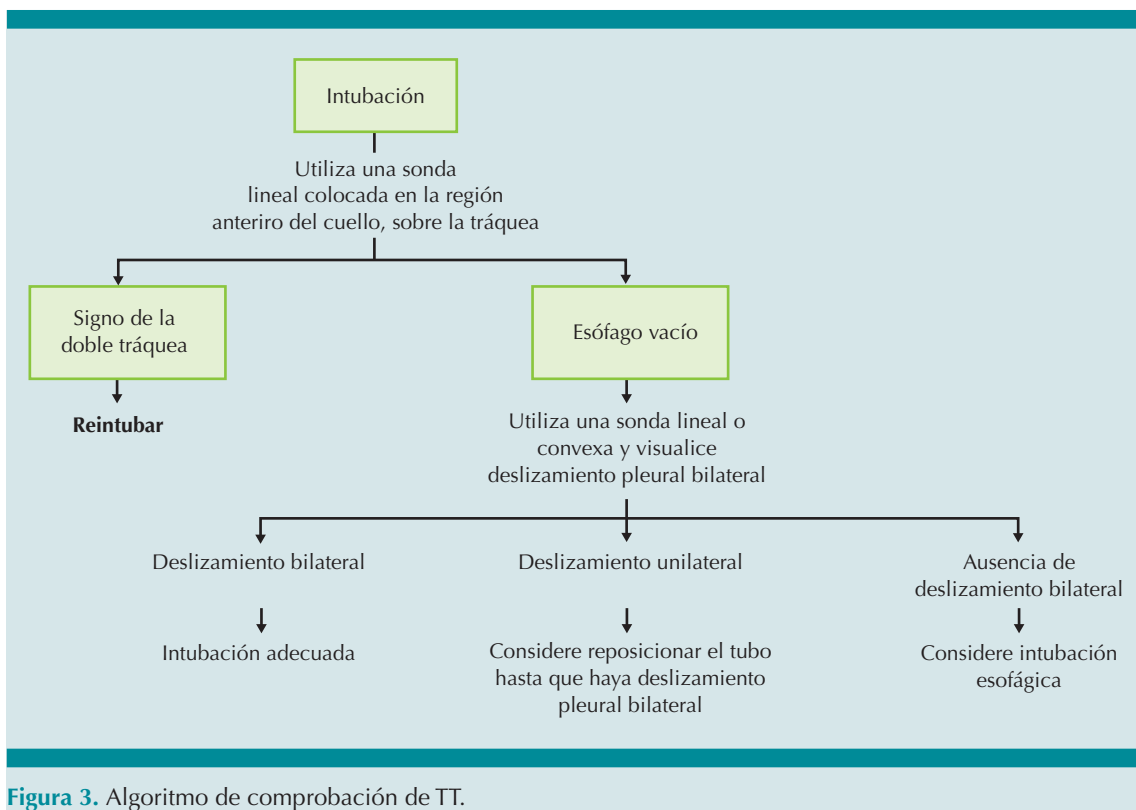 Intubación
Utiliza una sonda
lineal colocada en la región
anteriro del cuello, sobre la tráquea
Signo de la
doble tráquea
Esófago vacío
Reintubar
Utiliza una sonda lineal o
convexa y visualice
deslizamiento pleural bilateral
Deslizamiento bilateral
Deslizamiento unilateral
Ausencia de
deslizamiento bilateral
Intubación adecuada
Considere reposicionar el tubo
hasta que haya deslizamiento
pleural bilateral
Considere intubación
esofágica
Figura 3. Algoritmo de comprobación de TT.